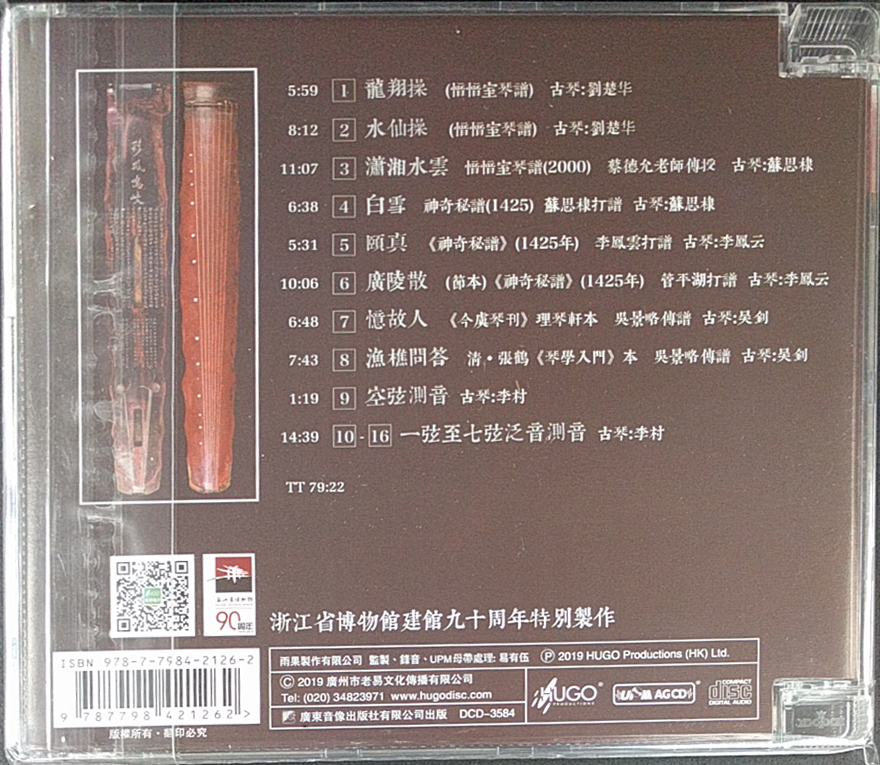 5:59 1 龍翔操 (愔愔室琴譜) 古琴:劉楚华
8:12 2 水仙操 (愔愔室琴譜) 古琴:劉楚华
11:07 3 瀟湘水雲 愔愔室琴譜(2000) 蔡德允老師傳授 古琴:蘇思棣
6:38 4 白雪 神奇秘譜(1425) 蘇思棣打譜 古琴:蘇思棣
5:31 5 頤真 《神奇秘譜》(1425年) 李鳳雲打譜 古琴:李鳳云
10:06 6 廣陵散 (節本)《神奇秘譜》(1425年) 管平湖打譜 古琴:李鳳云
6:48 7 憶故人 《今虞琴刊》理琴軒本 吳景略傳譜 古琴:吴釗
7:43 8 漁樵問答 清·張鶴《琴學入門》本 吳景略傳譜 古琴:吴釗
1:19 9 空弦測音 古琴:李村
14:39 10-16 一弦至七弦泛音測音 古琴:李村
TT 79:22
90周年
浙江省博物館建館九十周年特別製作
ISBN 978-7-7984-2126-2
9 787798 421262 >
版權所有·翻印必究
雨果製作有限公司 監製、錄音、UPM母帶處理: 易有伍 Ⓟ 2019 HUGO Productions (HK) Ltd.
© 2019 廣州市老易文化傳播有限公司
Tel: (020) 34823971 www.hugodisc.com
廣東音像出版社有限公司出版 DCD-3584
HUGO®
PRODUCTIONS
AGCD
COMPACT
disc
DIGITAL AUDIO